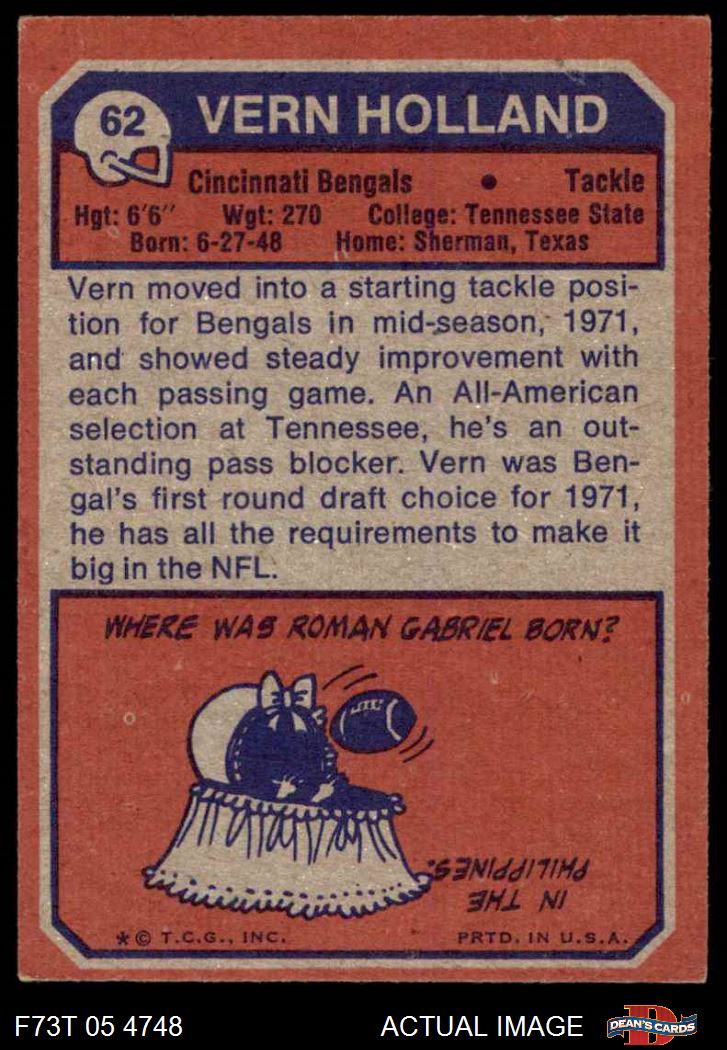 62
VERN HOLLAND
Cincinnati Bengals • Tackle
Hgt: 6'6'' Wgt: 270 College: Tennessee State
Born: 6-27-48 Home: Sherman, Texas
Vern moved into a starting tackle posi-
tion for Bengals in mid-season, 1971,
and showed steady improvement with
each passing game. An All-American
selection at Tennessee, he's an out-
standing pass blocker. Vern was Ben-
gal's first round draft choice for 1971,
he has all the requirements to make it
big in the NFL.
WHERE WAS ROMAN GABRIEL BORN?
IN THE
PHILIPPINES.
* © T.C.G., INC. PRTD. IN U.S.A.
F73T 05 4748 ACTUAL IMAGE D DEAN'S CARDS